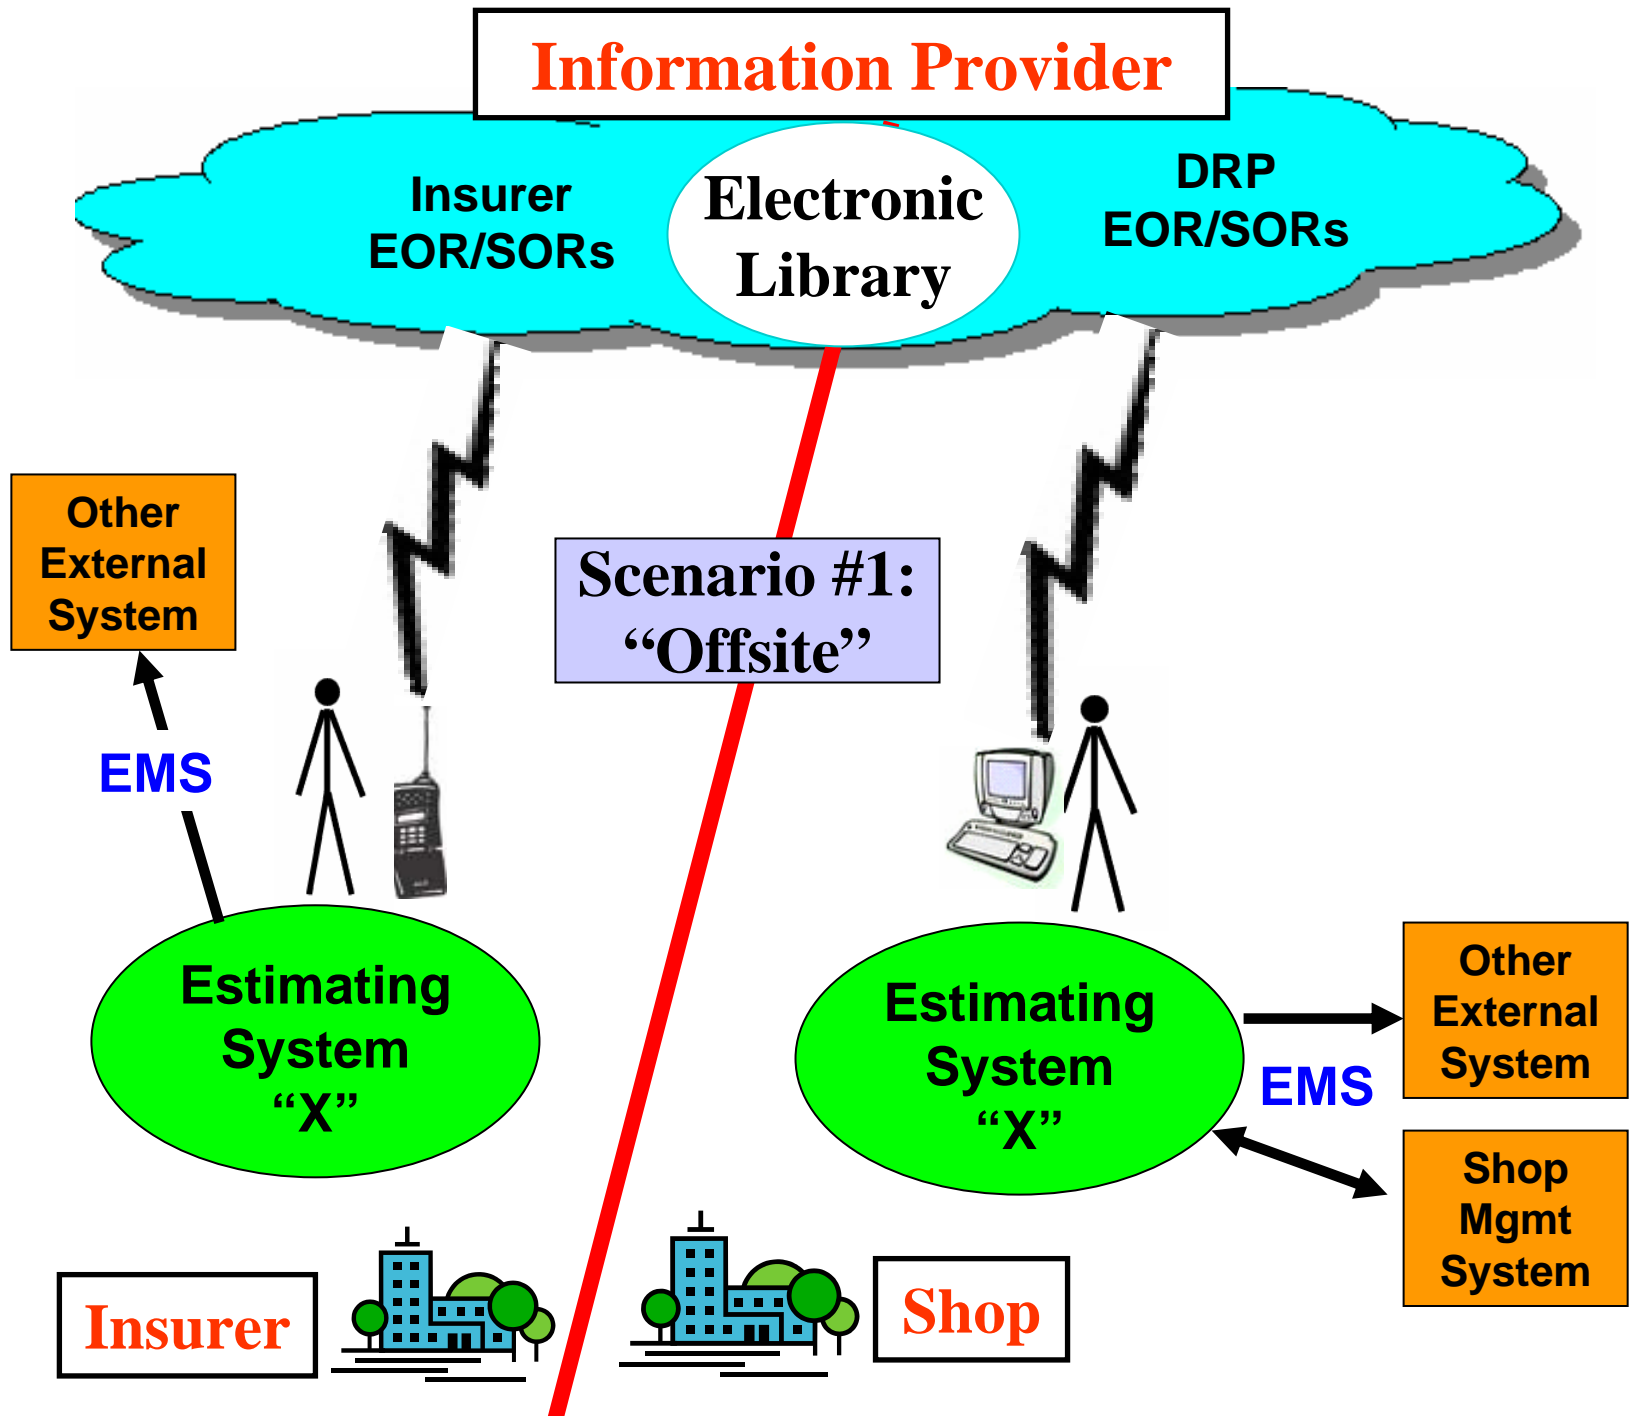 Information Provider
Insurer
EOR/SORs
Electronic
Library
DRP
EOR/SORs
Other
External
System
Scenario #1:
“Offsite”
EMS
Estimating
System
“X”
Estimating
System
“X”
Other
External
System
EMS
Shop
Mgmt
System
Insurer
Shop